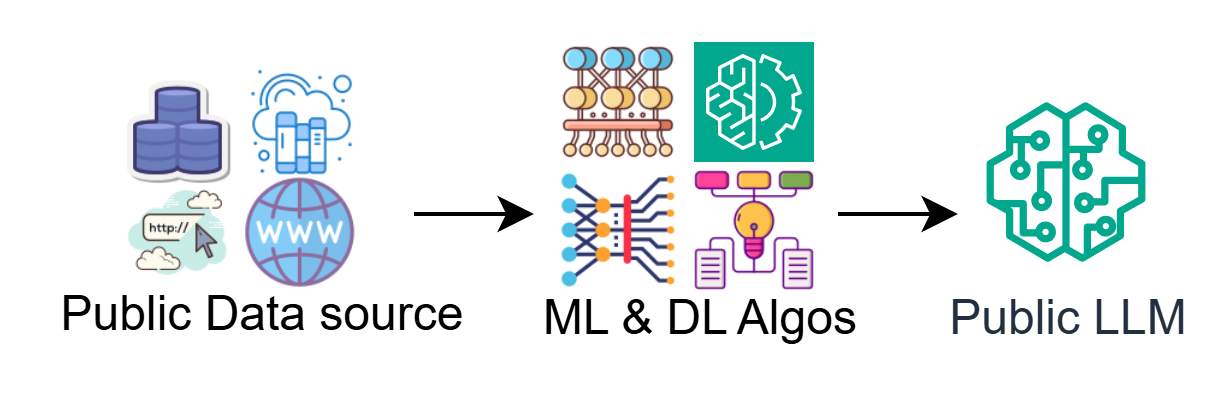 http://
WWW
Public Data source
ML & DL Algos
Public LLM